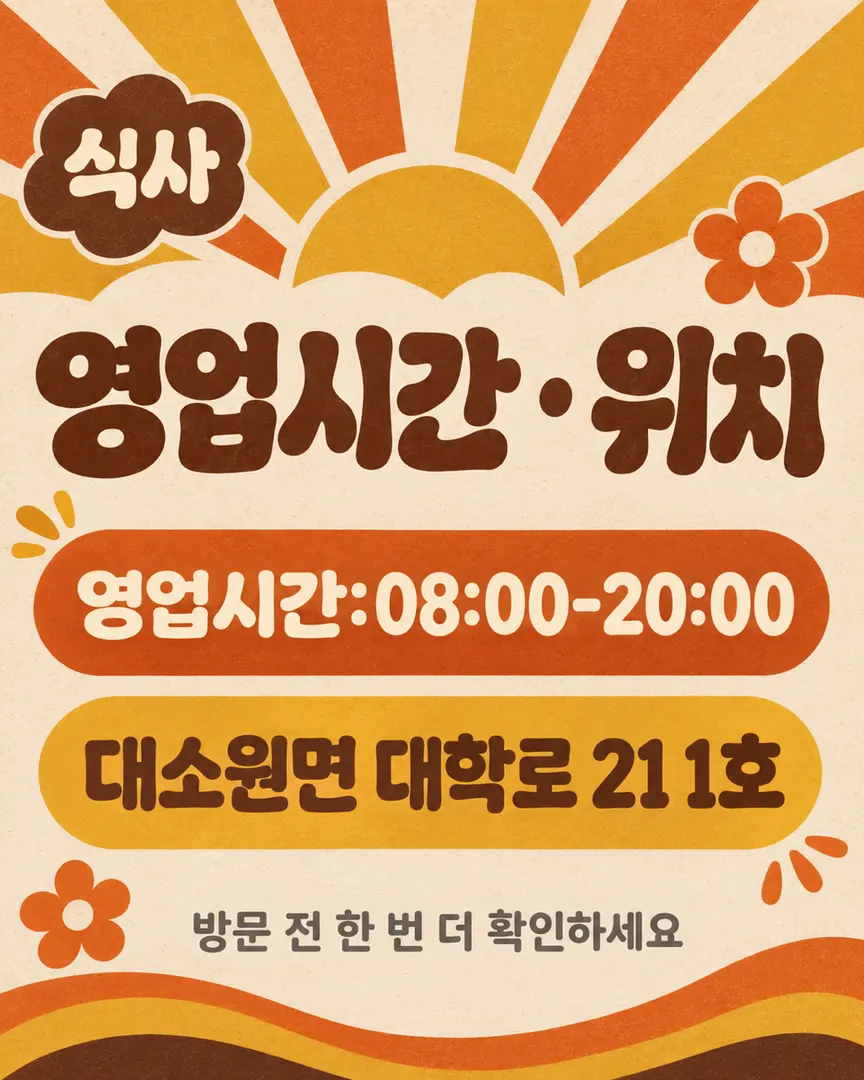 식사
영업시간·위치
영업시간:08:00-20:00
대소원면 대학로 21 1호
방문 전 한 번 더 확인하세요